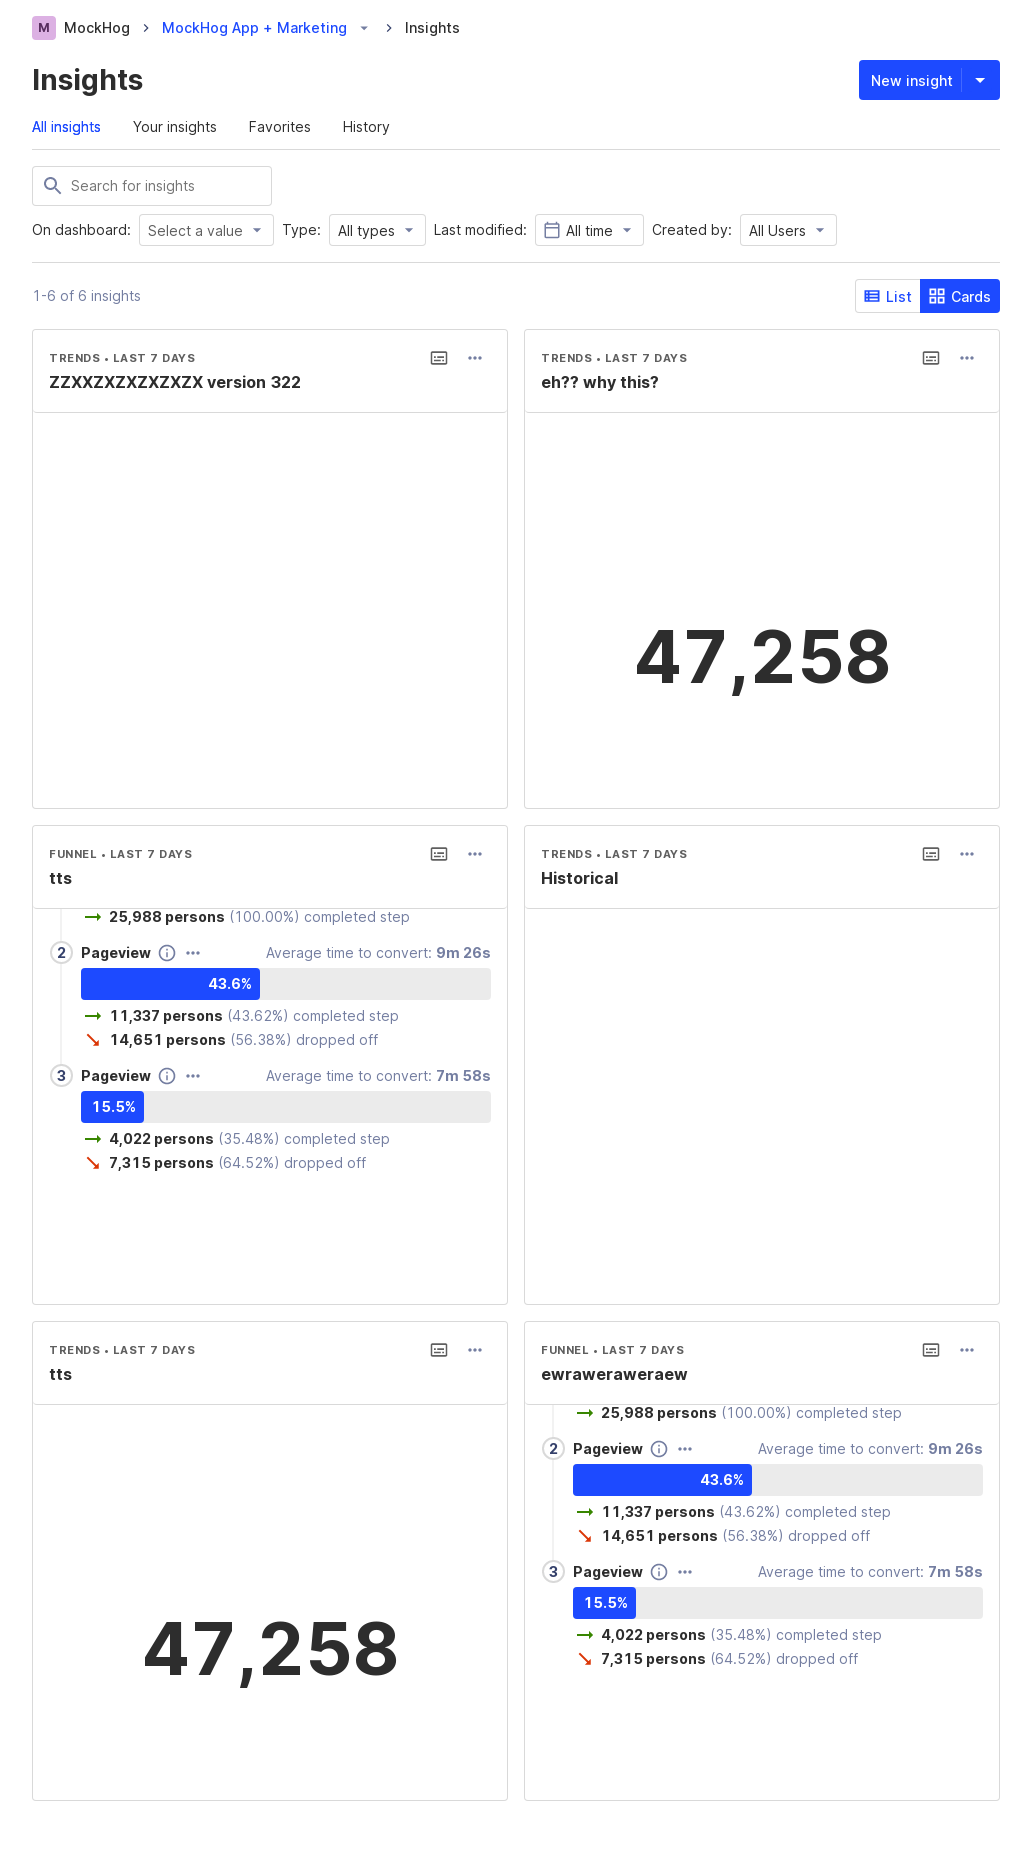 M MockHog MockHog App + Marketing Insights
Insights
New insight
All insights Your insights Favorites History
Search for insights
On dashboard: Select a value Type: All types Last modified: All time Created by: All Users
1-6 of 6 insights
List Cards
TRENDS • LAST 7 DAYS
ZZXXZXZXZXZXZX version 322
TRENDS • LAST 7 DAYS
eh?? why this?
47,258
FUNNEL • LAST 7 DAYS
tts
25,988 persons (100.00%) completed step
2 Pageview Average time to convert: 9m 26s
43.6%
11,337 persons (43.62%) completed step
14,651 persons (56.38%) dropped off
3 Pageview Average time to convert: 7m 58s
15.5%
4,022 persons (35.48%) completed step
7,315 persons (64.52%) dropped off
TRENDS • LAST 7 DAYS
Historical
TRENDS • LAST 7 DAYS
tts
47,258
FUNNEL • LAST 7 DAYS
ewraweraweraew
25,988 persons (100.00%) completed step
2 Pageview Average time to convert: 9m 26s
43.6%
11,337 persons (43.62%) completed step
14,651 persons (56.38%) dropped off
3 Pageview Average time to convert: 7m 58s
15.5%
4,022 persons (35.48%) completed step
7,315 persons (64.52%) dropped off